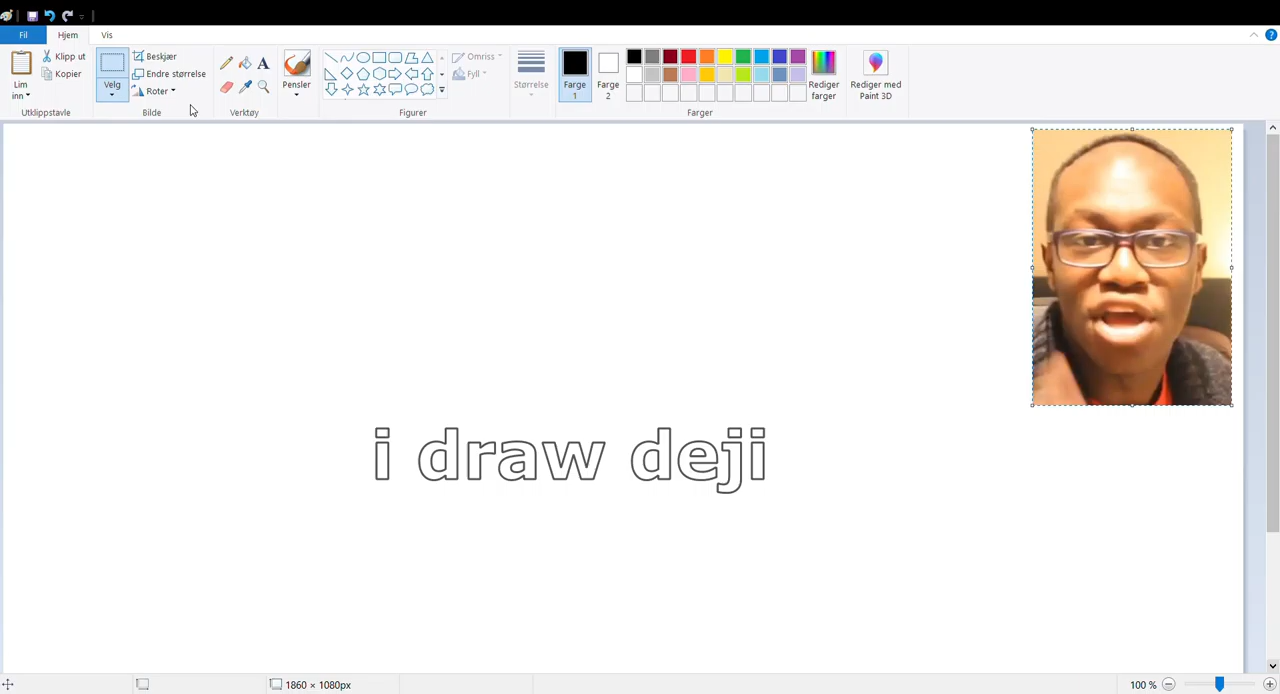 Fil Hjem Vis
Lim inn
Klipp ut
Kopier
Utklippstavle
Velg
Beskjær
Endre størrelse
Roter
Bilde
A
Verktøy
Pensler
Figurer
Omriss
Fyll
Størrelse
Farge 1
Farge 2
Farger
Rediger farger
Rediger med Paint 3D
?
i draw deji
1860 × 1080px
100 %